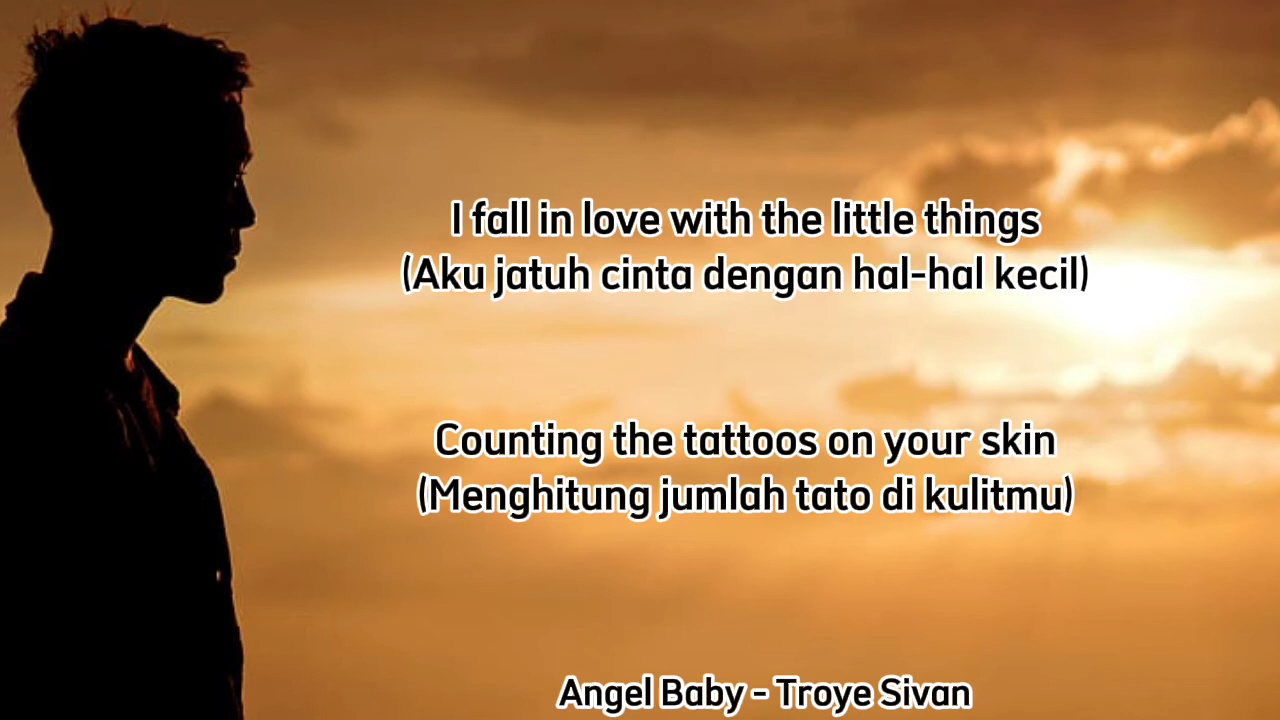 I fall in love with the little things
(Aku jatuh cinta dengan hal-hal kecil)
Counting the tattoos on your skin
(Menghitung jumlah tato di kulitmu)
Angel Baby - Troye Sivan